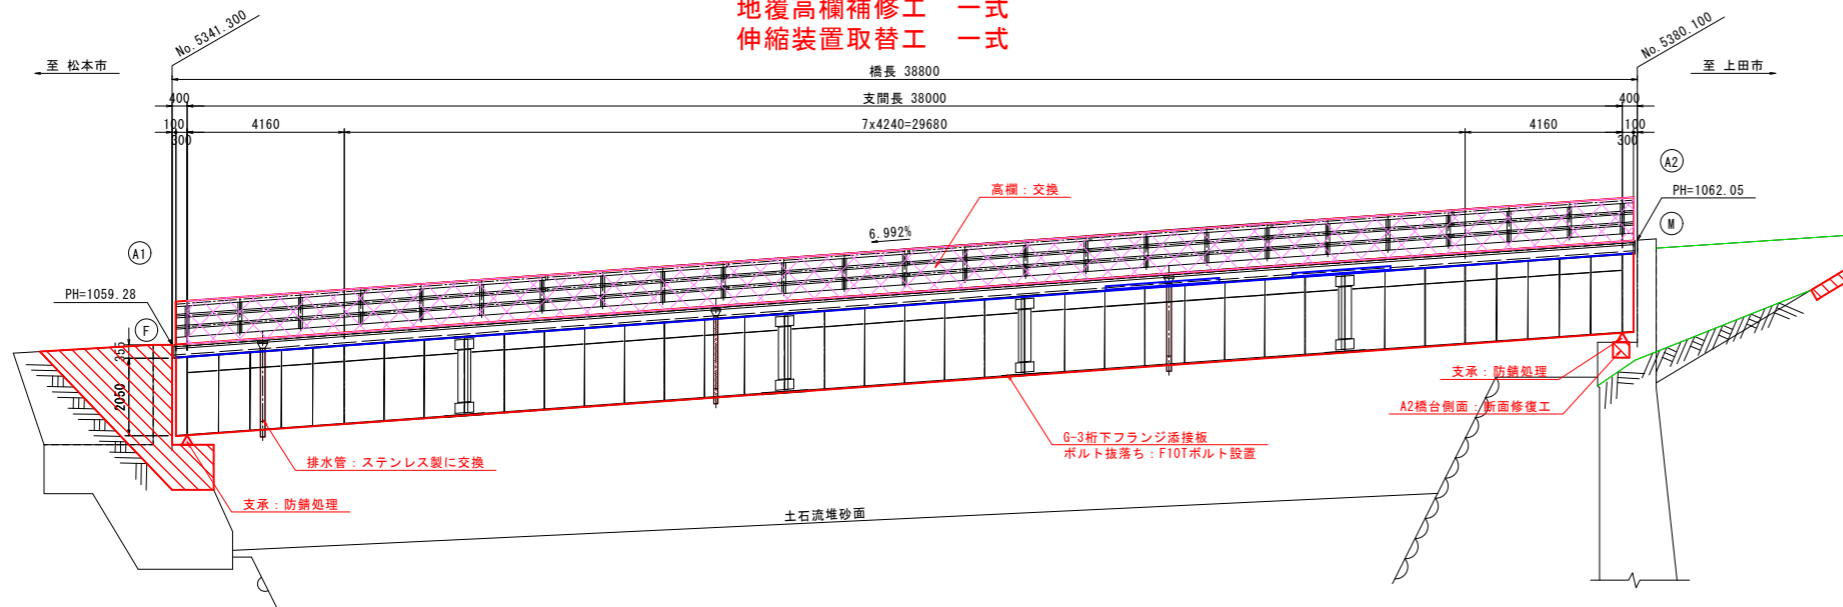 地覆高欄補修工　一式
伸縮装置取替工　一式
No.5341.300
No.5380.100
至 松本市
至 上田市
橋長 38800
400
支間長 38000
400
100
300
4160
7x4240=29680
4160
100
300
A2
高欄：交換
PH=1062.05
6.992%
M
A1
PH=1059.28
F
255
2050
支承：防錆処理
A2橋台側面：断面修復工
G-3桁下フランジ添接板
ボルト抜落ち：F10Tボルト設置
排水管：ステンレス製に交換
支承：防錆処理
土石流堆砂面